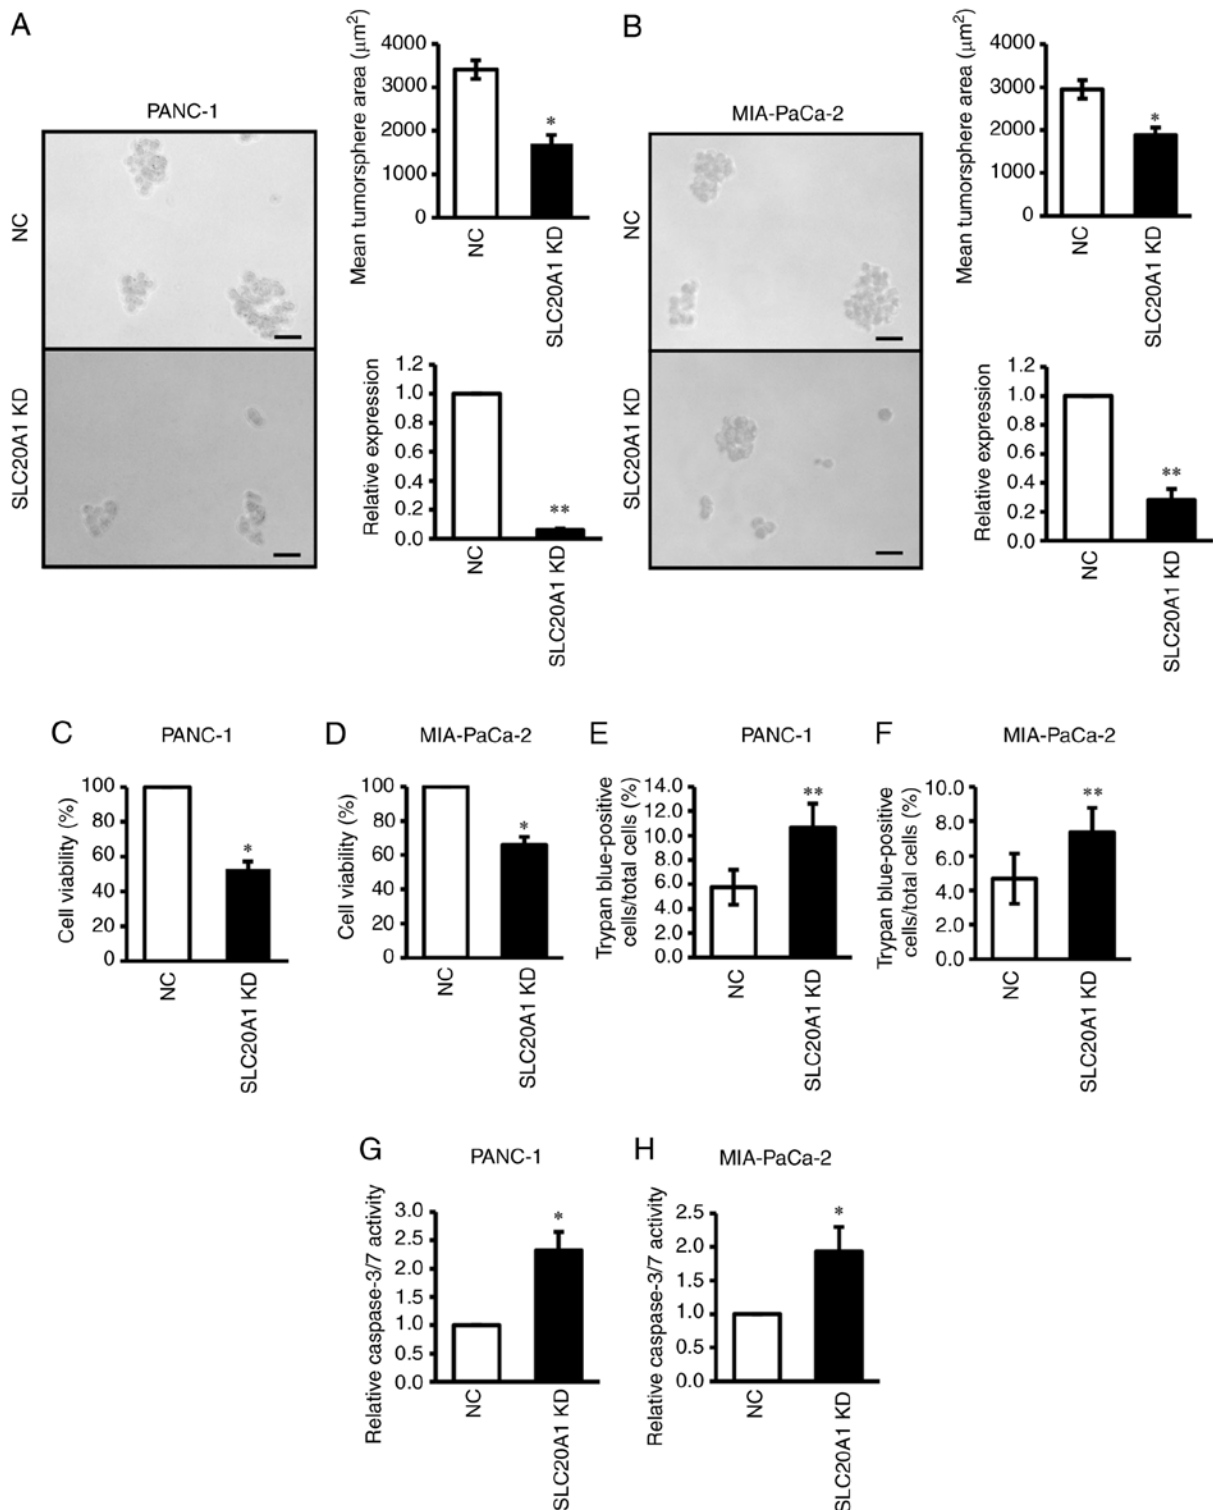 A
PANC-1
NC
SLC20A1 KD
Mean tumorsphere area (μm²)
4000
3000
2000
1000
0
*
NC
SLC20A1 KD
Relative expression
1.2
1.0
0.8
0.6
0.4
0.2
0.0
**
NC
SLC20A1 KD
B
MIA-PaCa-2
NC
SLC20A1 KD
Mean tumorsphere area (μm²)
4000
3000
2000
1000
0
*
NC
SLC20A1 KD
Relative expression
1.2
1.0
0.8
0.6
0.4
0.2
0.0
**
NC
SLC20A1 KD
C
PANC-1
Cell viability (%)
100
80
60
40
20
0
*
NC
SLC20A1 KD
D
MIA-PaCa-2
Cell viability (%)
100
80
60
40
20
0
*
NC
SLC20A1 KD
E
PANC-1
Trypan blue-positive
cells/total cells (%)
14.0
12.0
10.0
8.0
6.0
4.0
2.0
0.0
**
NC
SLC20A1 KD
F
MIA-PaCa-2
Trypan blue-positive
cells/total cells (%)
10.0
8.0
6.0
4.0
2.0
0.0
**
NC
SLC20A1 KD
G
PANC-1
Relative caspase-3/7 activity
3.0
2.5
2.0
1.5
1.0
0.5
0.0
*
NC
SLC20A1 KD
H
MIA-PaCa-2
Relative caspase-3/7 activity
2.5
2.0
1.5
1.0
0.5
0.0
*
NC
SLC20A1 KD